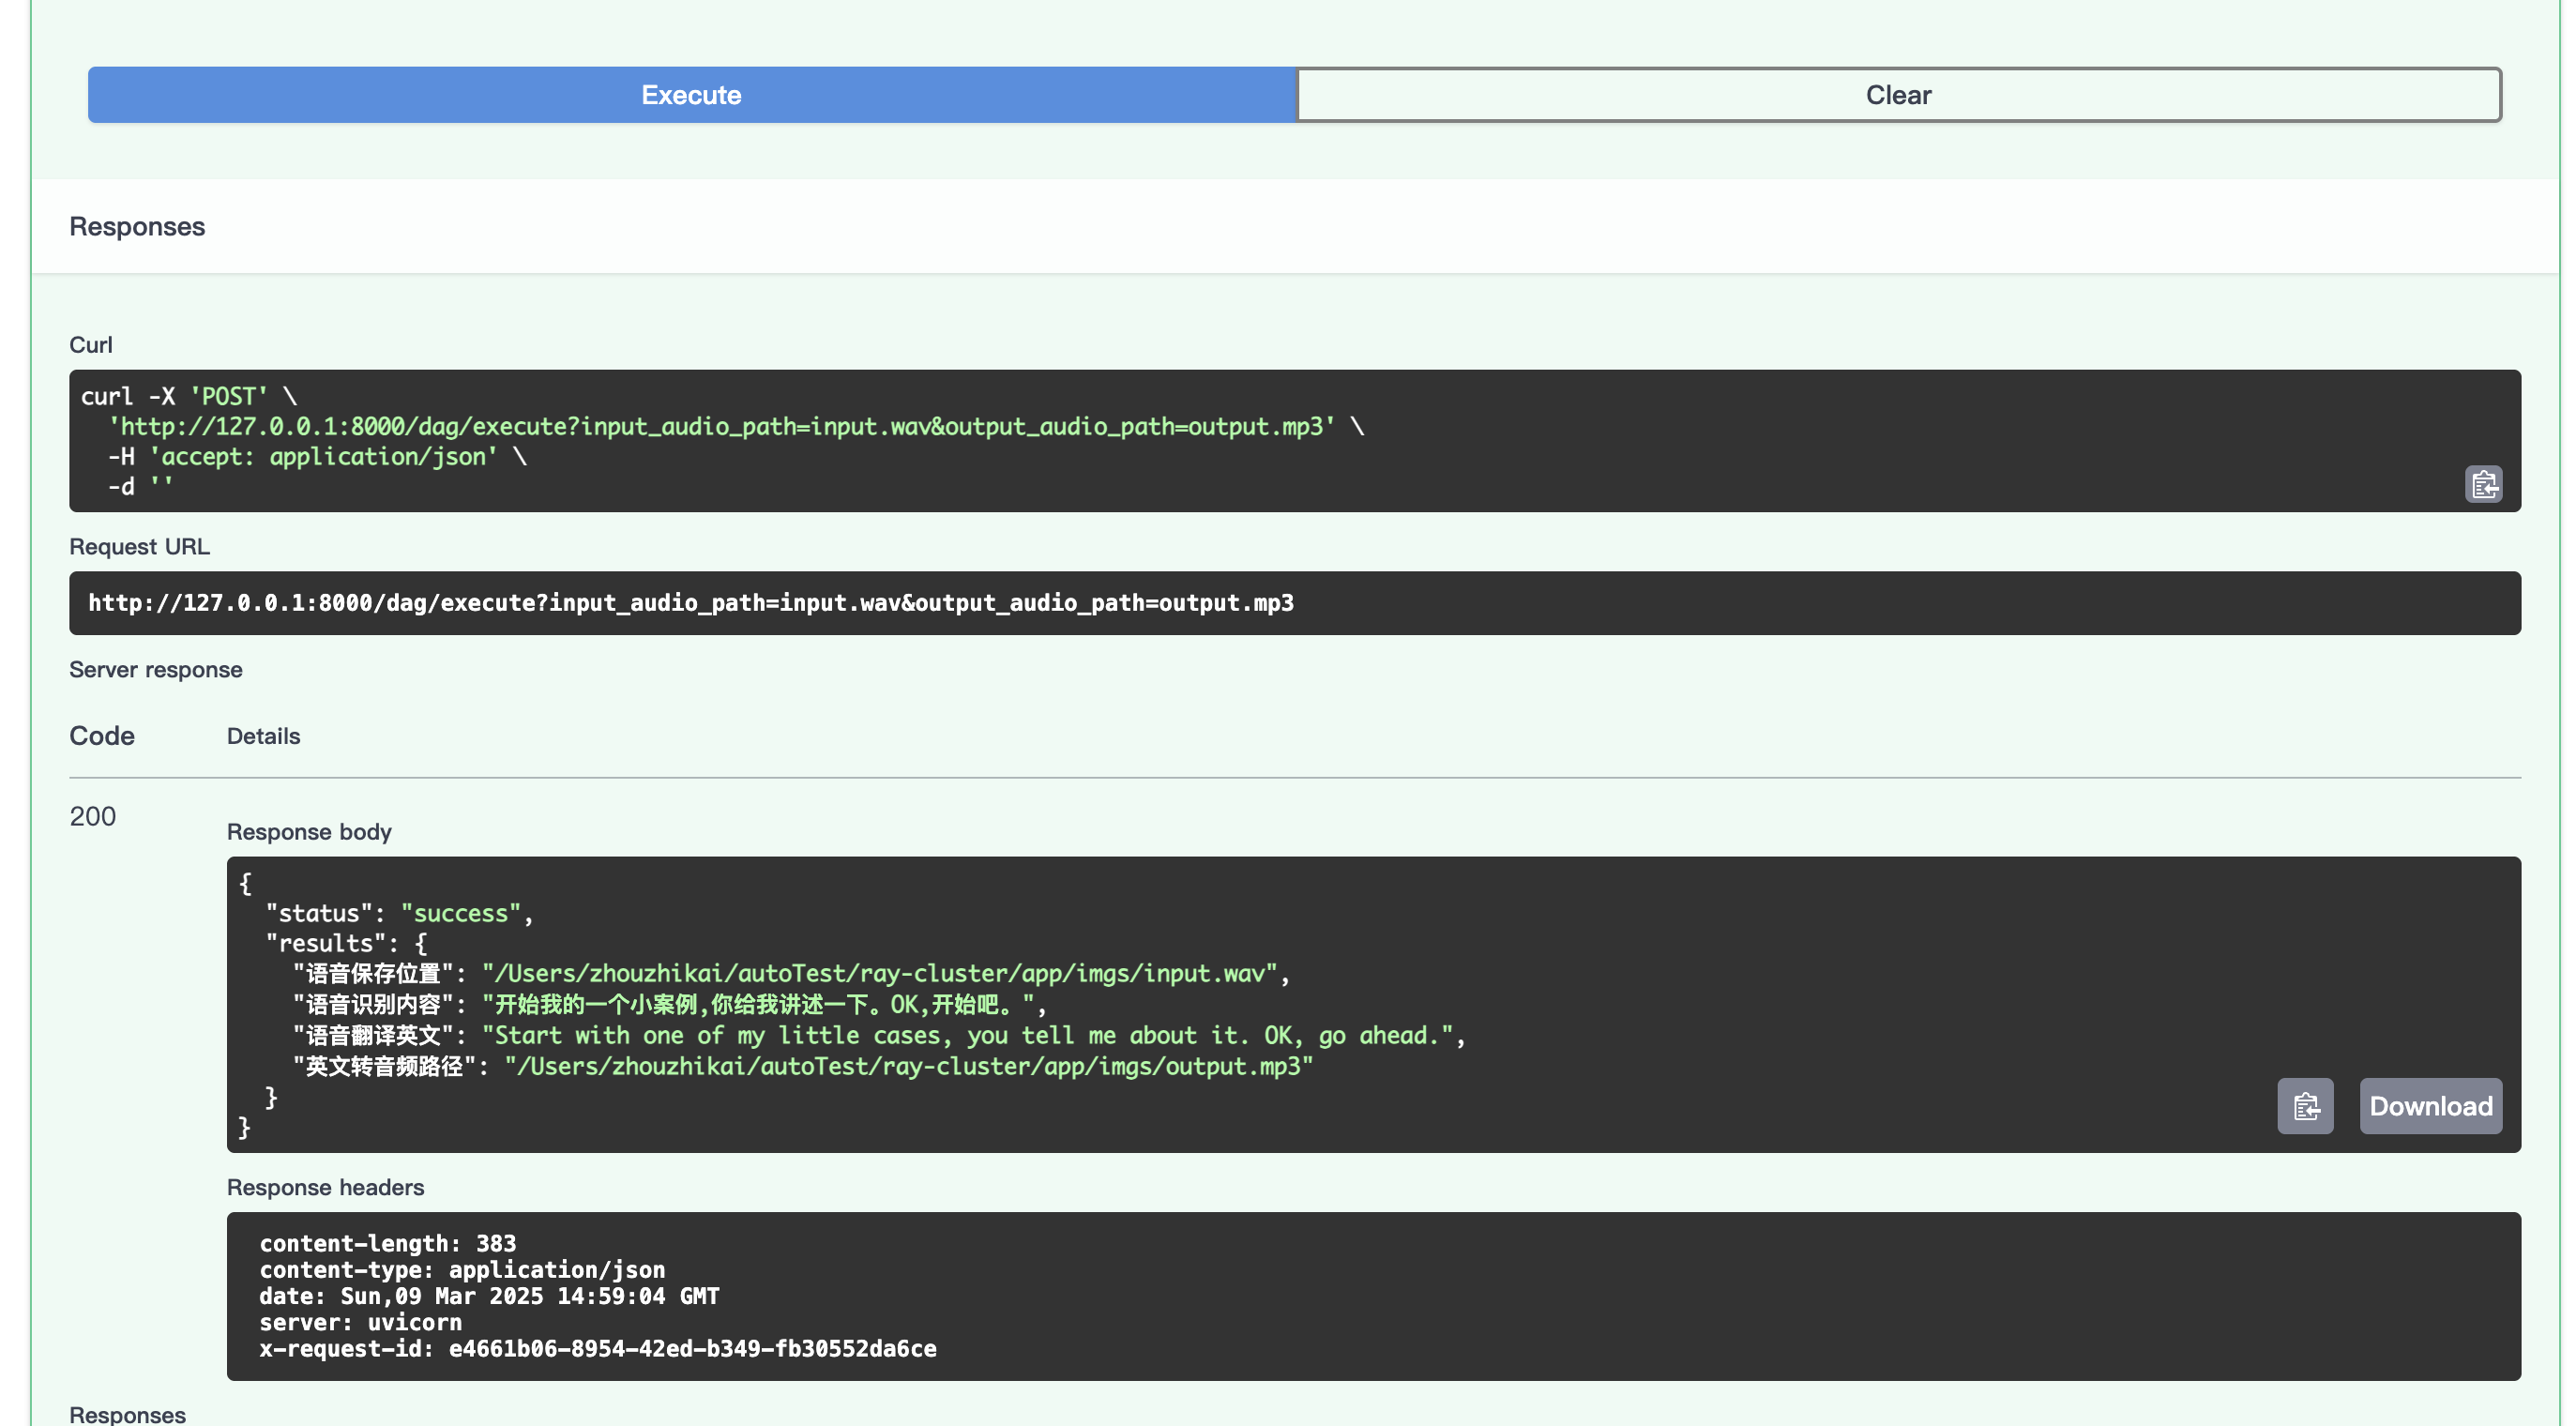 Execute
Clear
Responses
Curl
curl -X 'POST' \
  'http://127.0.0.1:8000/dag/execute?input_audio_path=input.wav&output_audio_path=output.mp3' \
  -H 'accept: application/json' \
  -d ''
Request URL
http://127.0.0.1:8000/dag/execute?input_audio_path=input.wav&output_audio_path=output.mp3
Server response
Code Details
200
Response body
{
  "status": "success",
  "results": {
    "语音保存位置": "/Users/zhouzhikai/autoTest/ray-cluster/app/imgs/input.wav",
    "语音识别内容": "开始我的一个小案例,你给我讲述一下。OK,开始吧。",
    "语音翻译英文": "Start with one of my little cases, you tell me about it. OK, go ahead.",
    "英文转音频路径": "/Users/zhouzhikai/autoTest/ray-cluster/app/imgs/output.mp3"
  }
}
Download
Response headers
content-length: 383
content-type: application/json
date: Sun,09 Mar 2025 14:59:04 GMT
server: uvicorn
x-request-id: e4661b06-8954-42ed-b349-fb30552da6ce
Responses